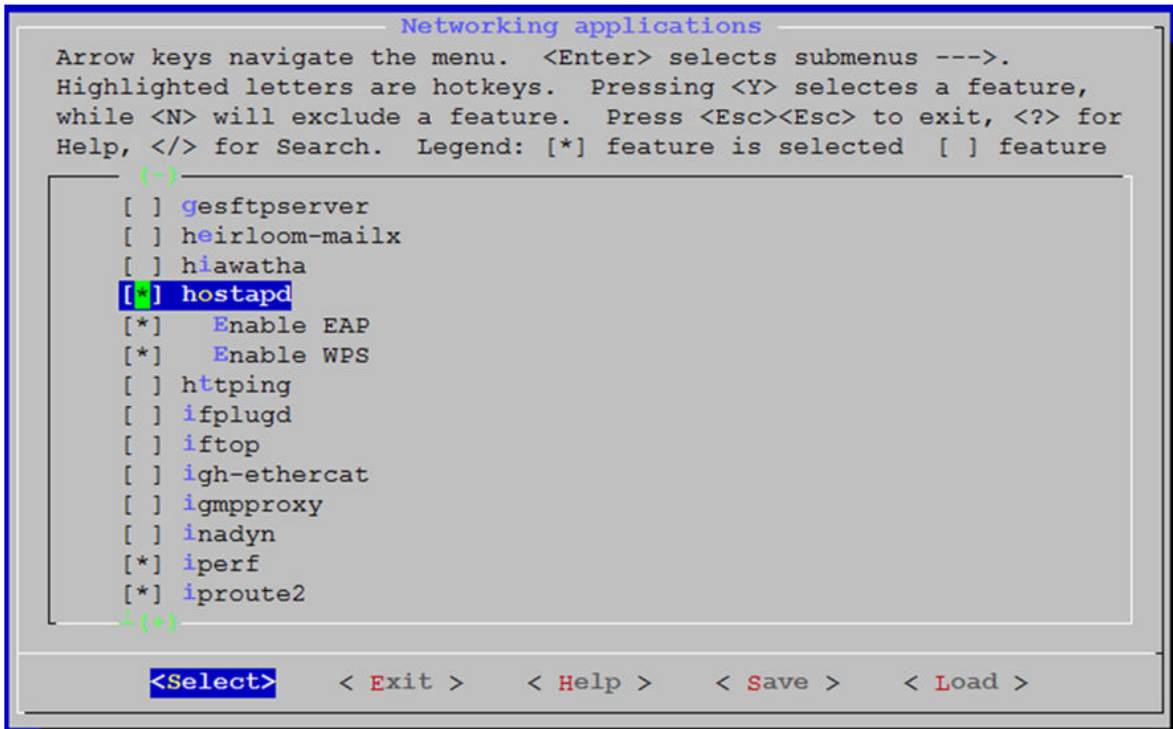 Networking applications
Arrow keys navigate the menu.  <Enter> selects submenus --->.
Highlighted letters are hotkeys.  Pressing <Y> selectes a feature,
while <N> will exclude a feature.  Press <Esc><Esc> to exit, <?> for
Help, </> for Search.  Legend: [*] feature is selected  [ ] feature
(-)
[ ] gesftpserver
[ ] heirloom-mailx
[ ] hiawatha
[*] hostapd
[*]   Enable EAP
[*]   Enable WPS
[ ] httping
[ ] ifplugd
[ ] iftop
[ ] igh-ethercat
[ ] igmpproxy
[ ] inadyn
[*] iperf
[*] iproute2
(+)
<Select>    < Exit >    < Help >    < Save >    < Load >